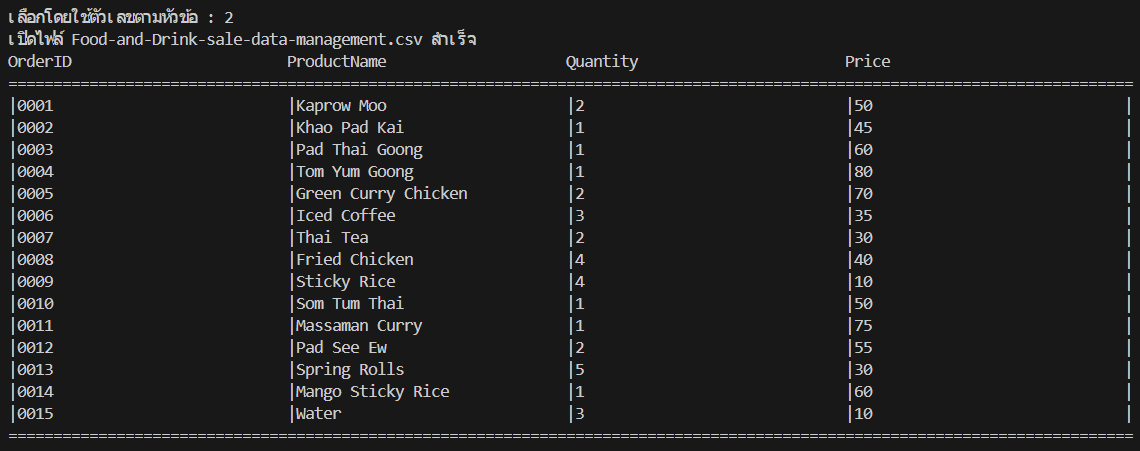 เลือกโดยใช้ตัวเลขตามหัวข้อ : 2
เปิดไฟล์ Food-and-Drink-sale-data-management.csv สำเร็จ
OrderID ProductName Quantity Price
=============================================================================================================================
|0001 |Kaprow Moo |2 |50 |
|0002 |Khao Pad Kai |1 |45 |
|0003 |Pad Thai Goong |1 |60 |
|0004 |Tom Yum Goong |1 |80 |
|0005 |Green Curry Chicken |2 |70 |
|0006 |Iced Coffee |3 |35 |
|0007 |Thai Tea |2 |30 |
|0008 |Fried Chicken |4 |40 |
|0009 |Sticky Rice |4 |10 |
|0010 |Som Tum Thai |1 |50 |
|0011 |Massaman Curry |1 |75 |
|0012 |Pad See Ew |2 |55 |
|0013 |Spring Rolls |5 |30 |
|0014 |Mango Sticky Rice |1 |60 |
|0015 |Water |3 |10 |
=============================================================================================================================